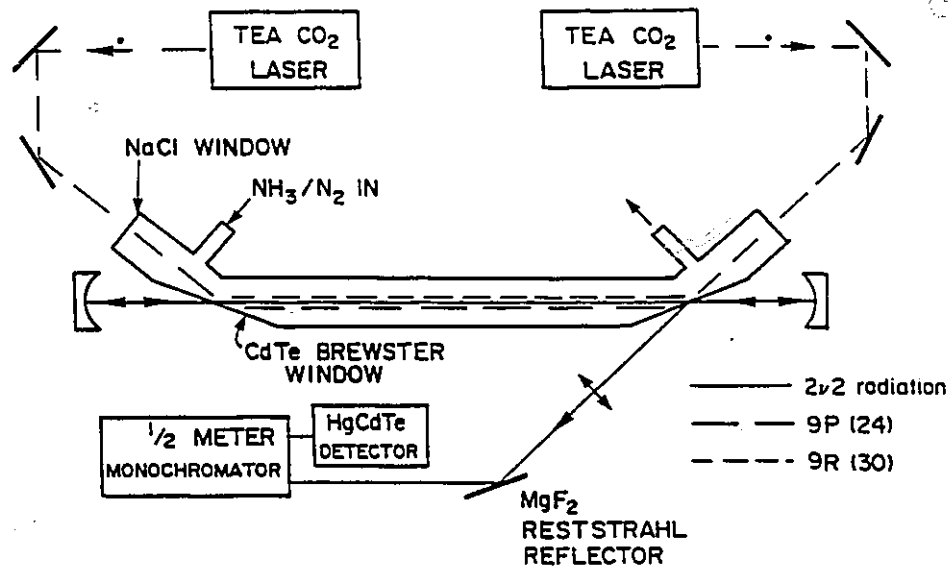 TEA CO₂
LASER
TEA CO₂
LASER
NaCl WINDOW
NH₃/N₂ IN
CdTe BREWSTER
WINDOW
2ν2 radiation
9P (24)
9R (30)
1/2 METER
MONOCHROMATOR
HgCdTe
DETECTOR
MgF₂
RESTSTRAHL
REFLECTOR